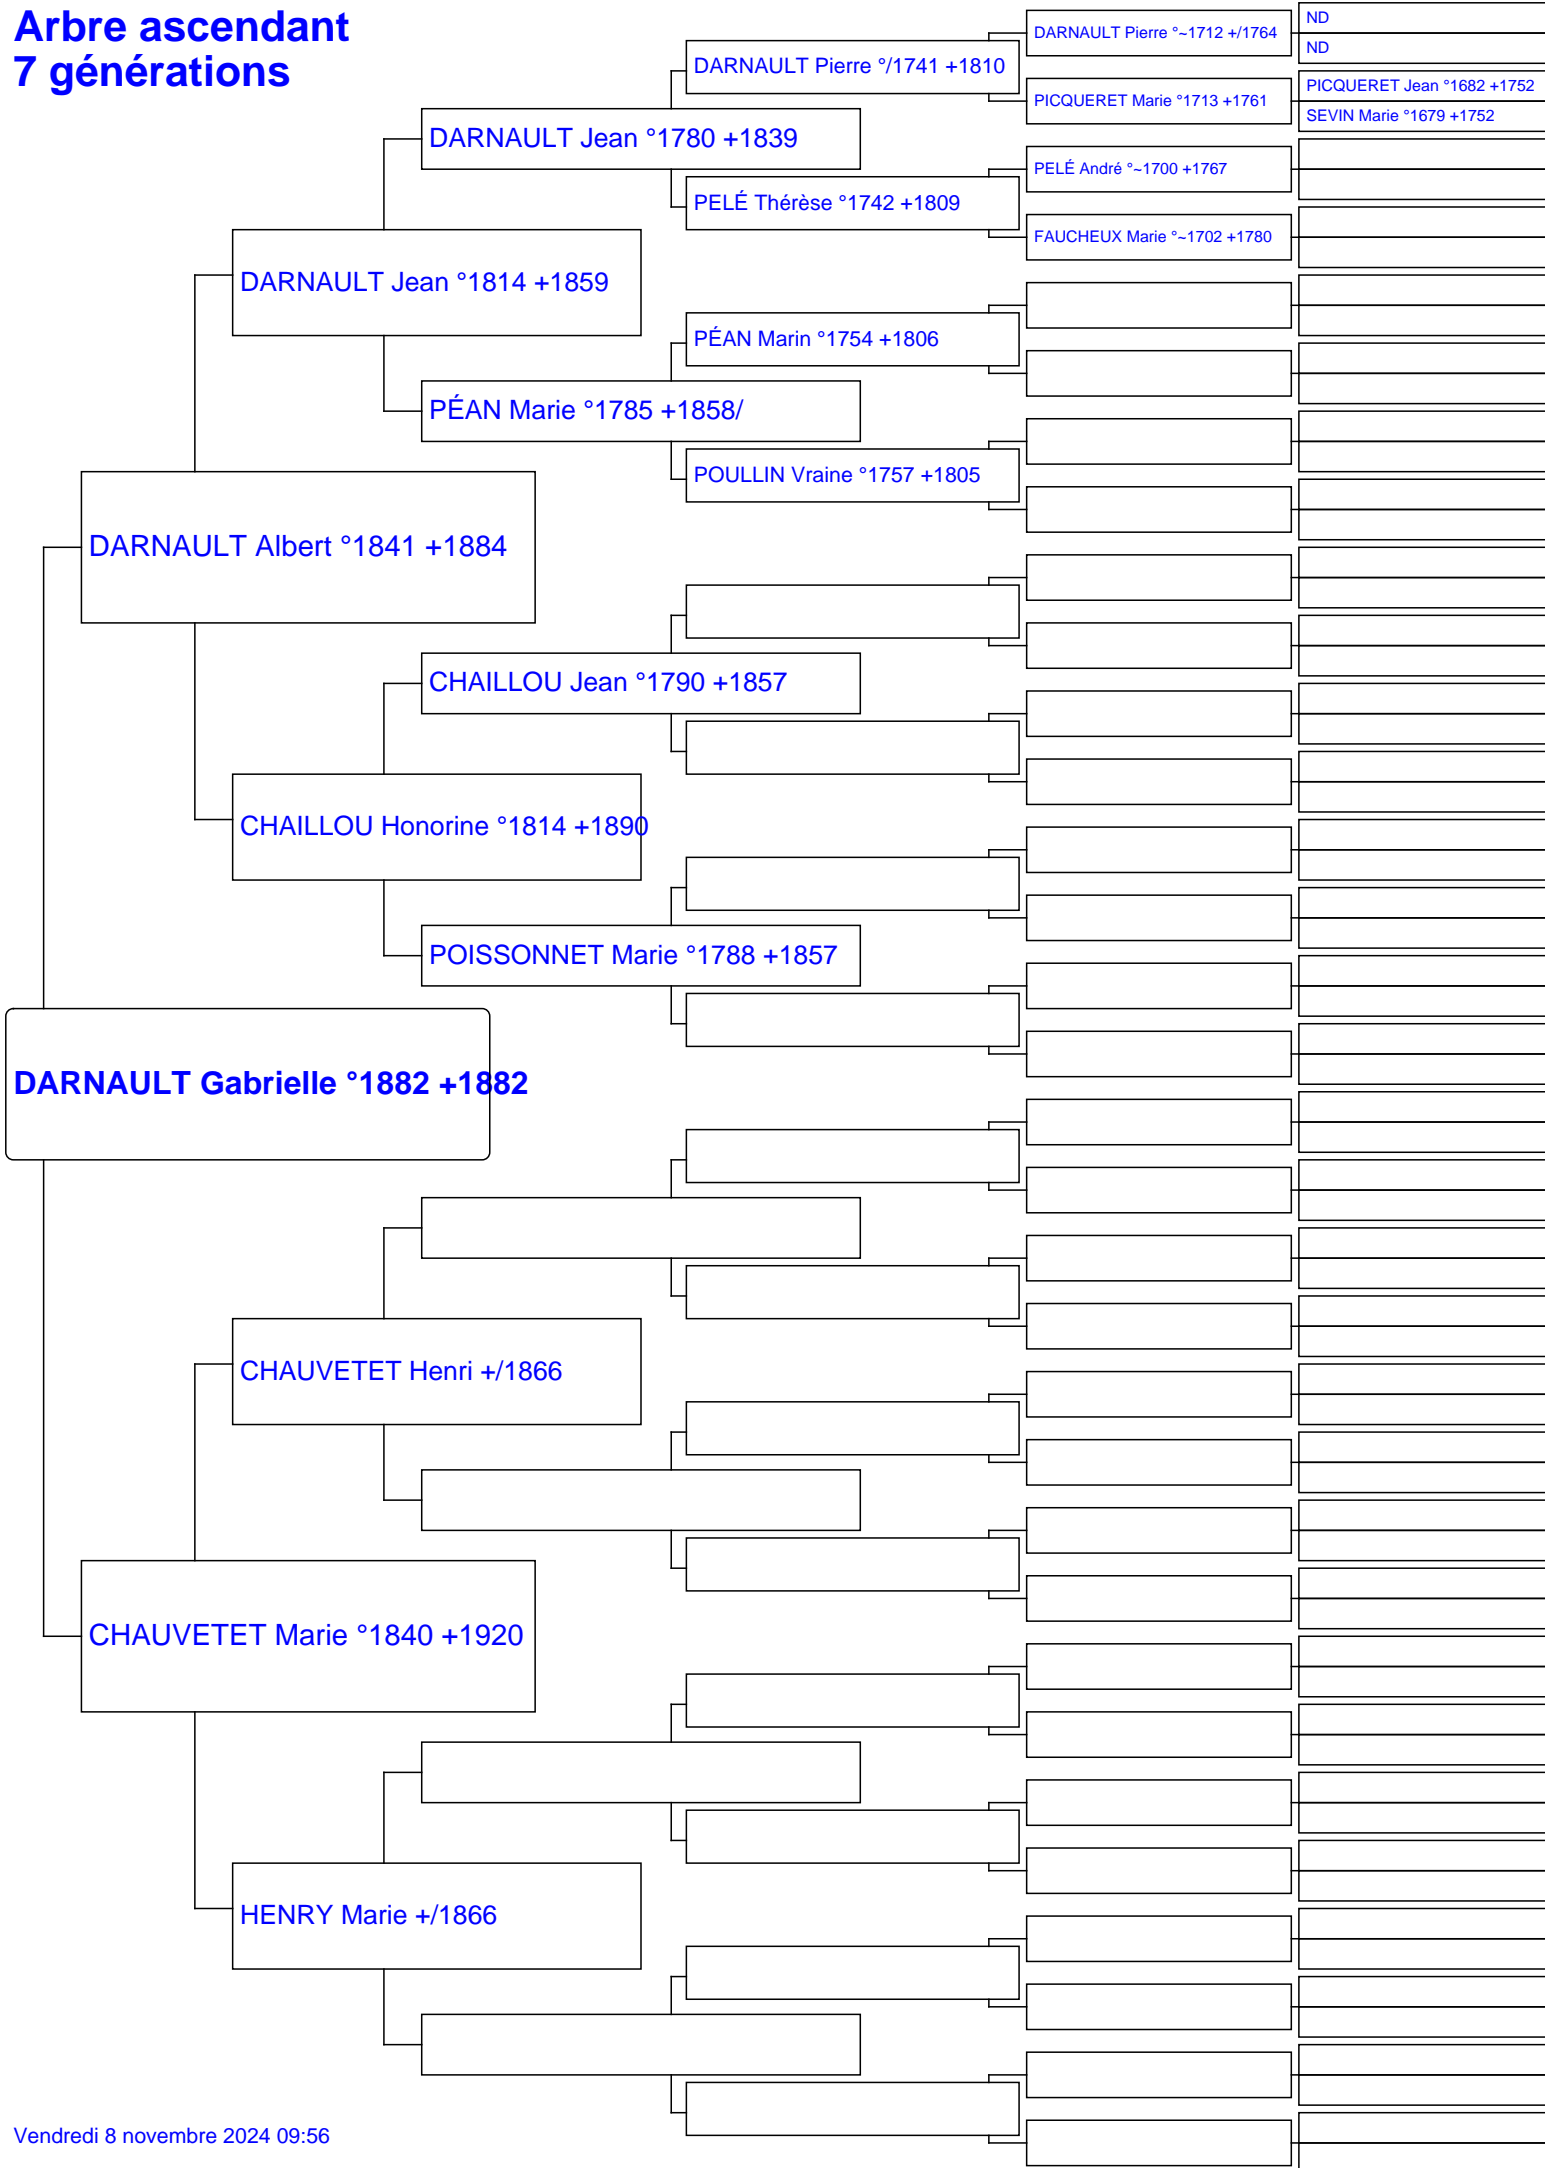 Arbre ascendant
7 générations
DARNAULT Pierre °~1712 +/1764
ND
ND
DARNAULT Pierre °/1741 +1810
PICQUERET Marie °1713 +1761
PICQUERET Jean °1682 +1752
SEVIN Marie °1679 +1752
DARNAULT Jean °1780 +1839
PELÉ André °~1700 +1767
PELÉ Thérèse °1742 +1809
FAUCHEUX Marie °~1702 +1780
DARNAULT Jean °1814 +1859
PÉAN Marin °1754 +1806
PÉAN Marie °1785 +1858/
POULLIN Vraine °1757 +1805
DARNAULT Albert °1841 +1884
CHAILLOU Jean °1790 +1857
CHAILLOU Honorine °1814 +1890
POISSONNET Marie °1788 +1857
DARNAULT Gabrielle °1882 +1882
CHAUVETET Henri +/1866
CHAUVETET Marie °1840 +1920
HENRY Marie +/1866
Vendredi 8 novembre 2024 09:56